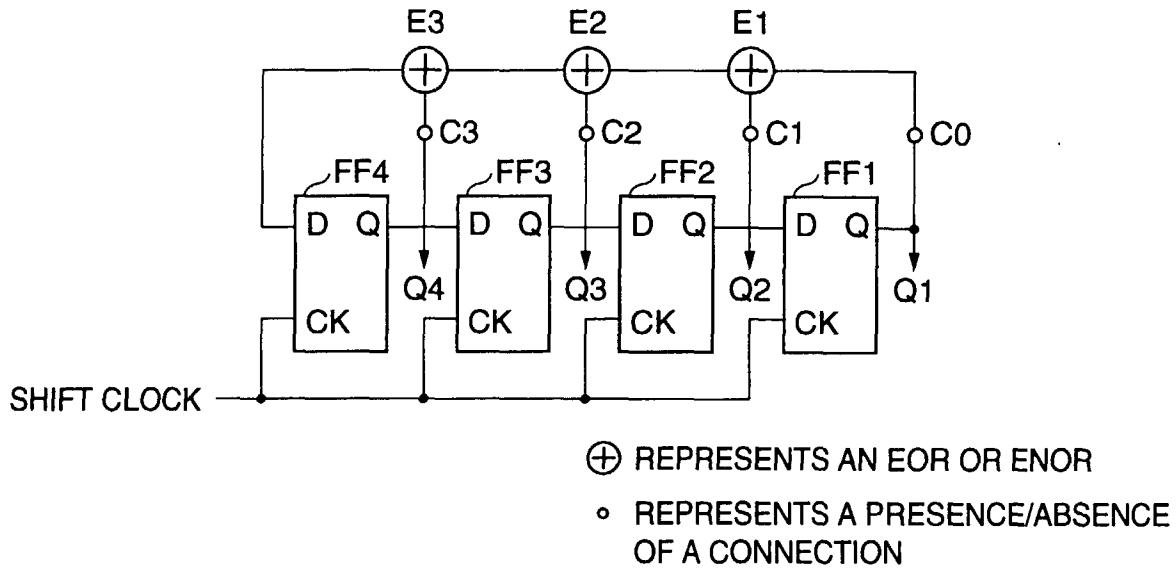 E3 E2 E1
C3 C2 C1 C0
FF4 FF3 FF2 FF1
D Q D Q D Q D Q
Q4 Q3 Q2 Q1
CK CK CK CK
SHIFT CLOCK
⊕ REPRESENTS AN EOR OR ENOR
REPRESENTS A PRESENCE/ABSENCE
OF A CONNECTION